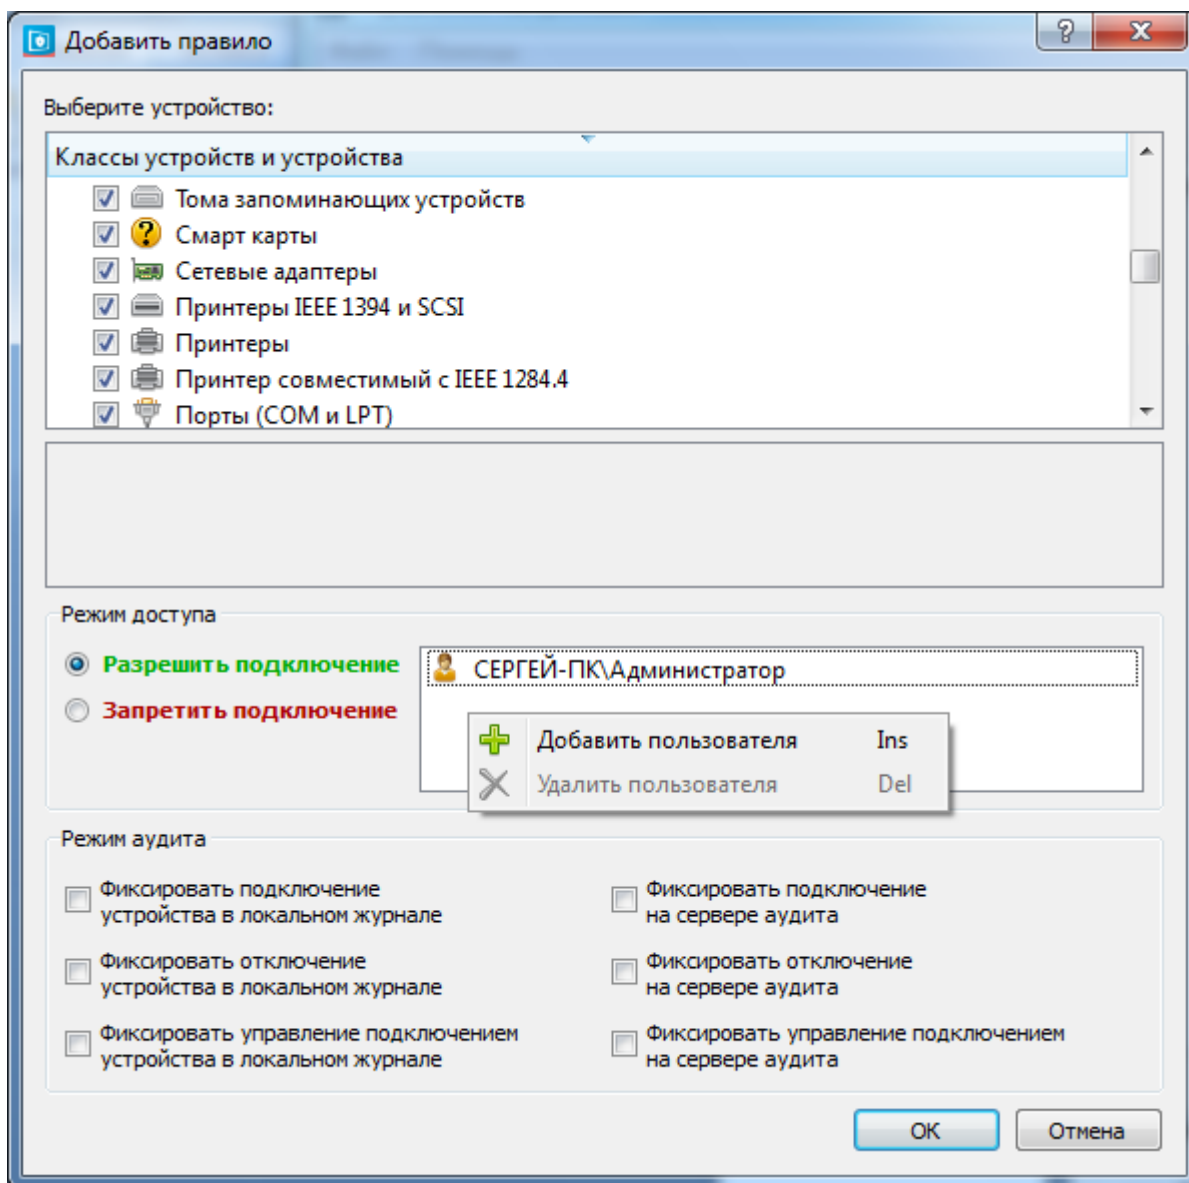 Добавить правило
Выберите устройство:
Классы устройств и устройства
Тома запоминающих устройств
Смарт карты
Сетевые адаптеры
Принтеры IEEE 1394 и SCSI
Принтеры
Принтер совместимый с IEEE 1284.4
Порты (COM и LPT)
Режим доступа
Разрешить подключение
СЕРГЕЙ-ПК\Администратор
Запретить подключение
Добавить пользователя Ins
Удалить пользователя Del
Режим аудита
Фиксировать подключение
устройства в локальном журнале
Фиксировать подключение
на сервере аудита
Фиксировать отключение
устройства в локальном журнале
Фиксировать отключение
на сервере аудита
Фиксировать управление подключением
устройства в локальном журнале
Фиксировать управление подключением
на сервере аудита
OK
Отмена